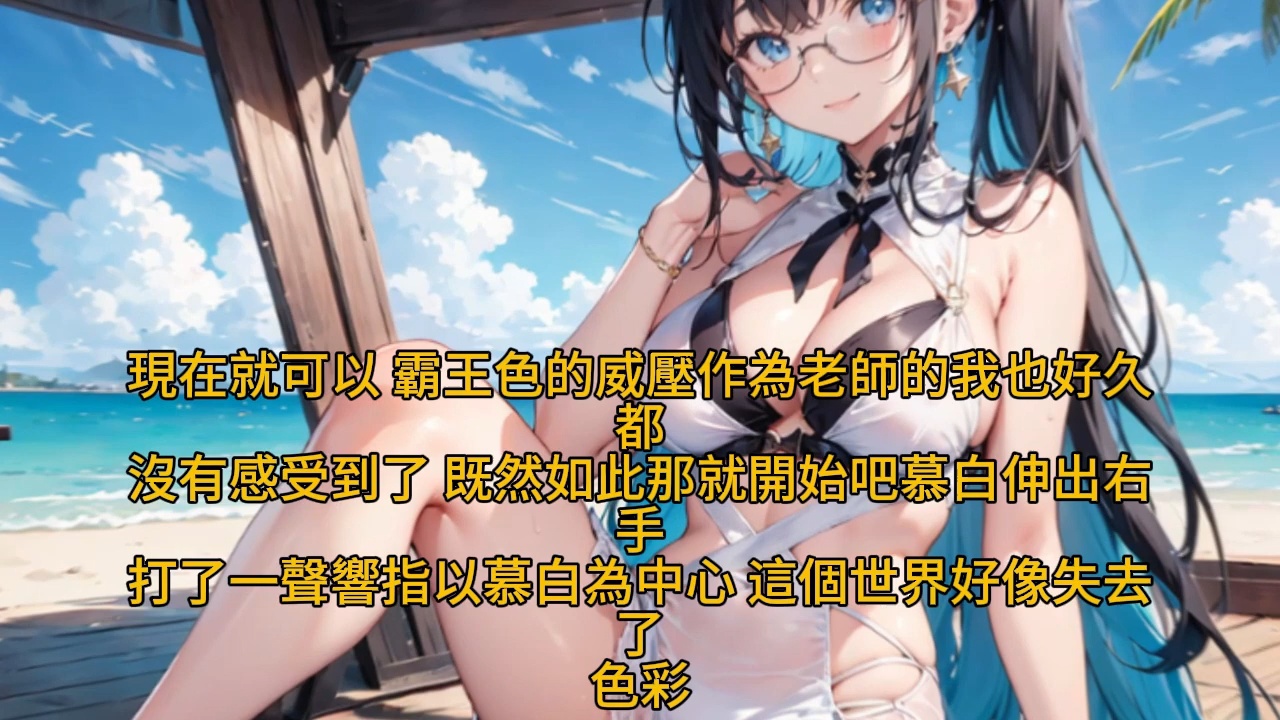 現在就可以 霸王色的威壓作為老師的我也好久
都
沒有感受到了 既然如此那就開始吧慕白伸出右
手
打了一聲響指以慕白為中心 這個世界好像失去
了
色彩